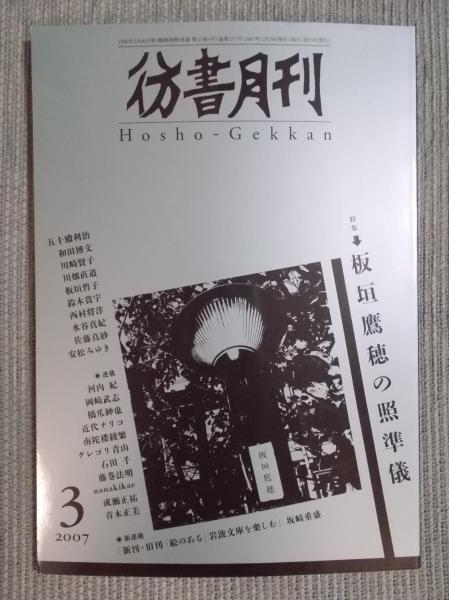 彷書月刊
Hosho-Gekkan
特集
板垣鷹穂の照準儀
五十殿利治
和田博文
川崎賢子
川畑直道
板垣哲子
鈴木貴宇
西村将洋
水谷真紀
佐藤真砂
安松みゆき
◉連載
河内 紀
岡崎武志
橋爪紳也
近代ナリコ
南陀楼綾繁
グレゴリ青山
石田 千
藤巻法明
nanakikae
成瀬正祐
青木正美
板垣鷹穂
◉新連載
「新刊・旧刊「絵のある」岩波文庫を楽しむ」坂崎重盛
3
2007